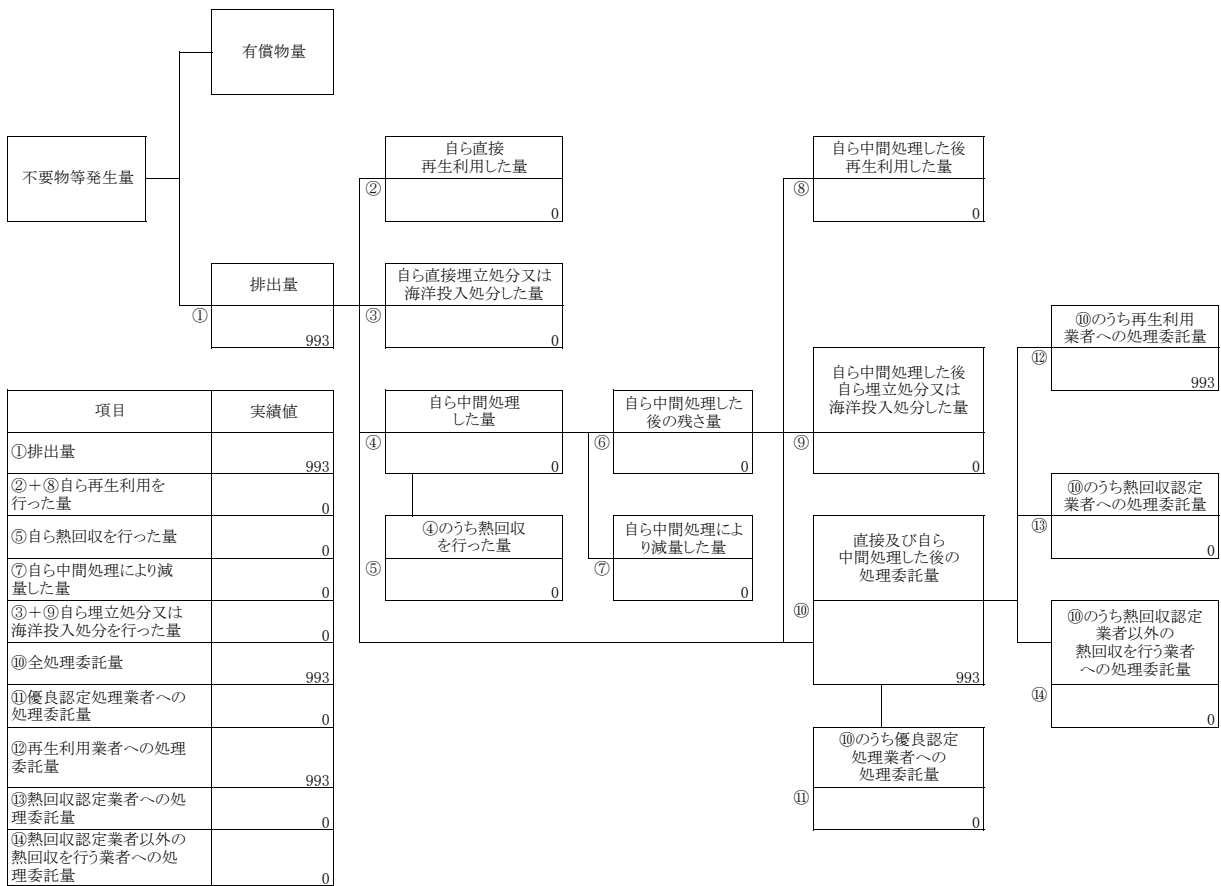 有償物量
不要物等発生量
自ら直接
再生利用した量
②
0
自ら中間処理した後
再生利用した量
⑧
0
排出量
①
993
自ら直接埋立処分又は
海洋投入処分した量
③
0
⑩のうち再生利用
業者への処理委託量
⑫
993
自ら中間処理
した量
④
0
自ら中間処理した
後の残さ量
⑥
0
自ら中間処理した後
自ら埋立処分又は
海洋投入処分した量
⑨
0
⑩のうち熱回収認定
業者への処理委託量
⑬
0
④のうち熱回収
を行った量
⑤
0
自ら中間処理によ
り減量した量
⑦
0
直接及び自ら
中間処理した後の
処理委託量
⑩
993
⑩のうち熱回収認定
業者以外の
熱回収を行う業者
への処理委託量
⑭
0
⑩のうち優良認定
処理業者への
処理委託量
⑪
0
項目 実績値
①排出量
993
②＋⑧自ら再生利用を
行った量
0
⑤自ら熱回収を行った量
0
⑦自ら中間処理により減
量した量
0
③＋⑨自ら埋立処分又は
海洋投入処分を行った量
0
⑩全処理委託量
993
⑪優良認定処理業者への
処理委託量
0
⑫再生利用業者への処理
委託量
993
⑬熱回収認定業者への処
理委託量
0
⑭熱回収認定業者以外の
熱回収を行う業者への処
理委託量
0